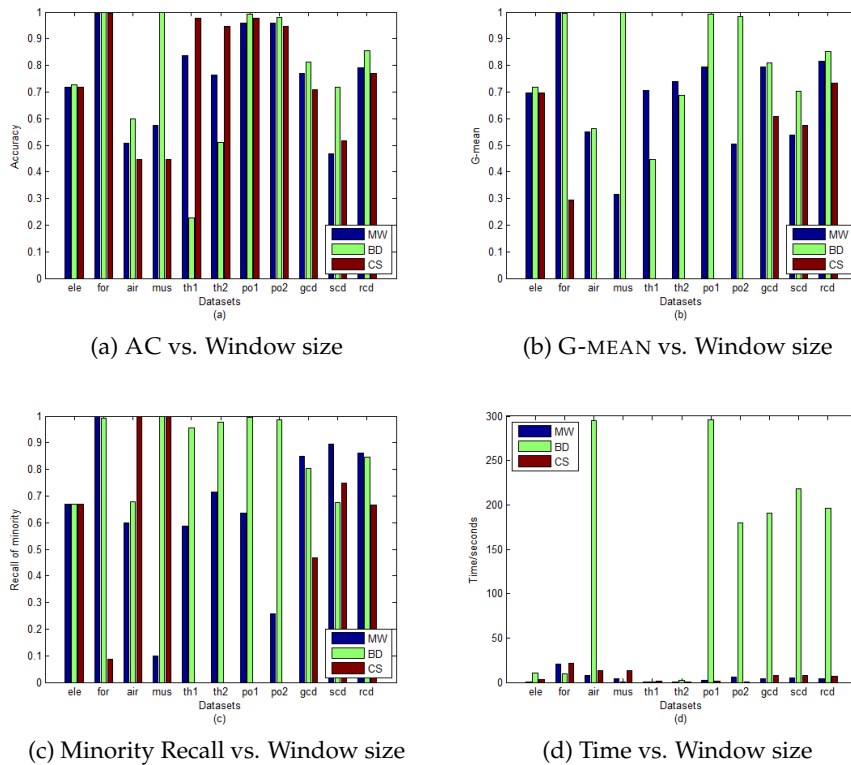 1
0.9
0.8
0.7
0.6
0.5
0.4
0.3
0.2
0.1
0
Accuracy
MW
BD
CS
ele for air mus th1 th2 po1 po2 gcd scd rcd
Datasets
(a)
(a) AC vs. Window size
1
0.9
0.8
0.7
0.6
0.5
0.4
0.3
0.2
0.1
0
G-mean
MW
BD
CS
ele for air mus th1 th2 po1 po2 gcd scd rcd
Datasets
(b)
(b) G-MEAN vs. Window size
1
0.9
0.8
0.7
0.6
0.5
0.4
0.3
0.2
0.1
0
Recall of minority
MW
BD
CS
ele for air mus th1 th2 po1 po2 gcd scd rcd
Datasets
(c)
(c) Minority Recall vs. Window size
300
250
200
150
100
50
0
Time/seconds
MW
BD
CS
ele for air mus th1 th2 po1 po2 gcd scd rcd
Datasets
(d)
(d) Time vs. Window size